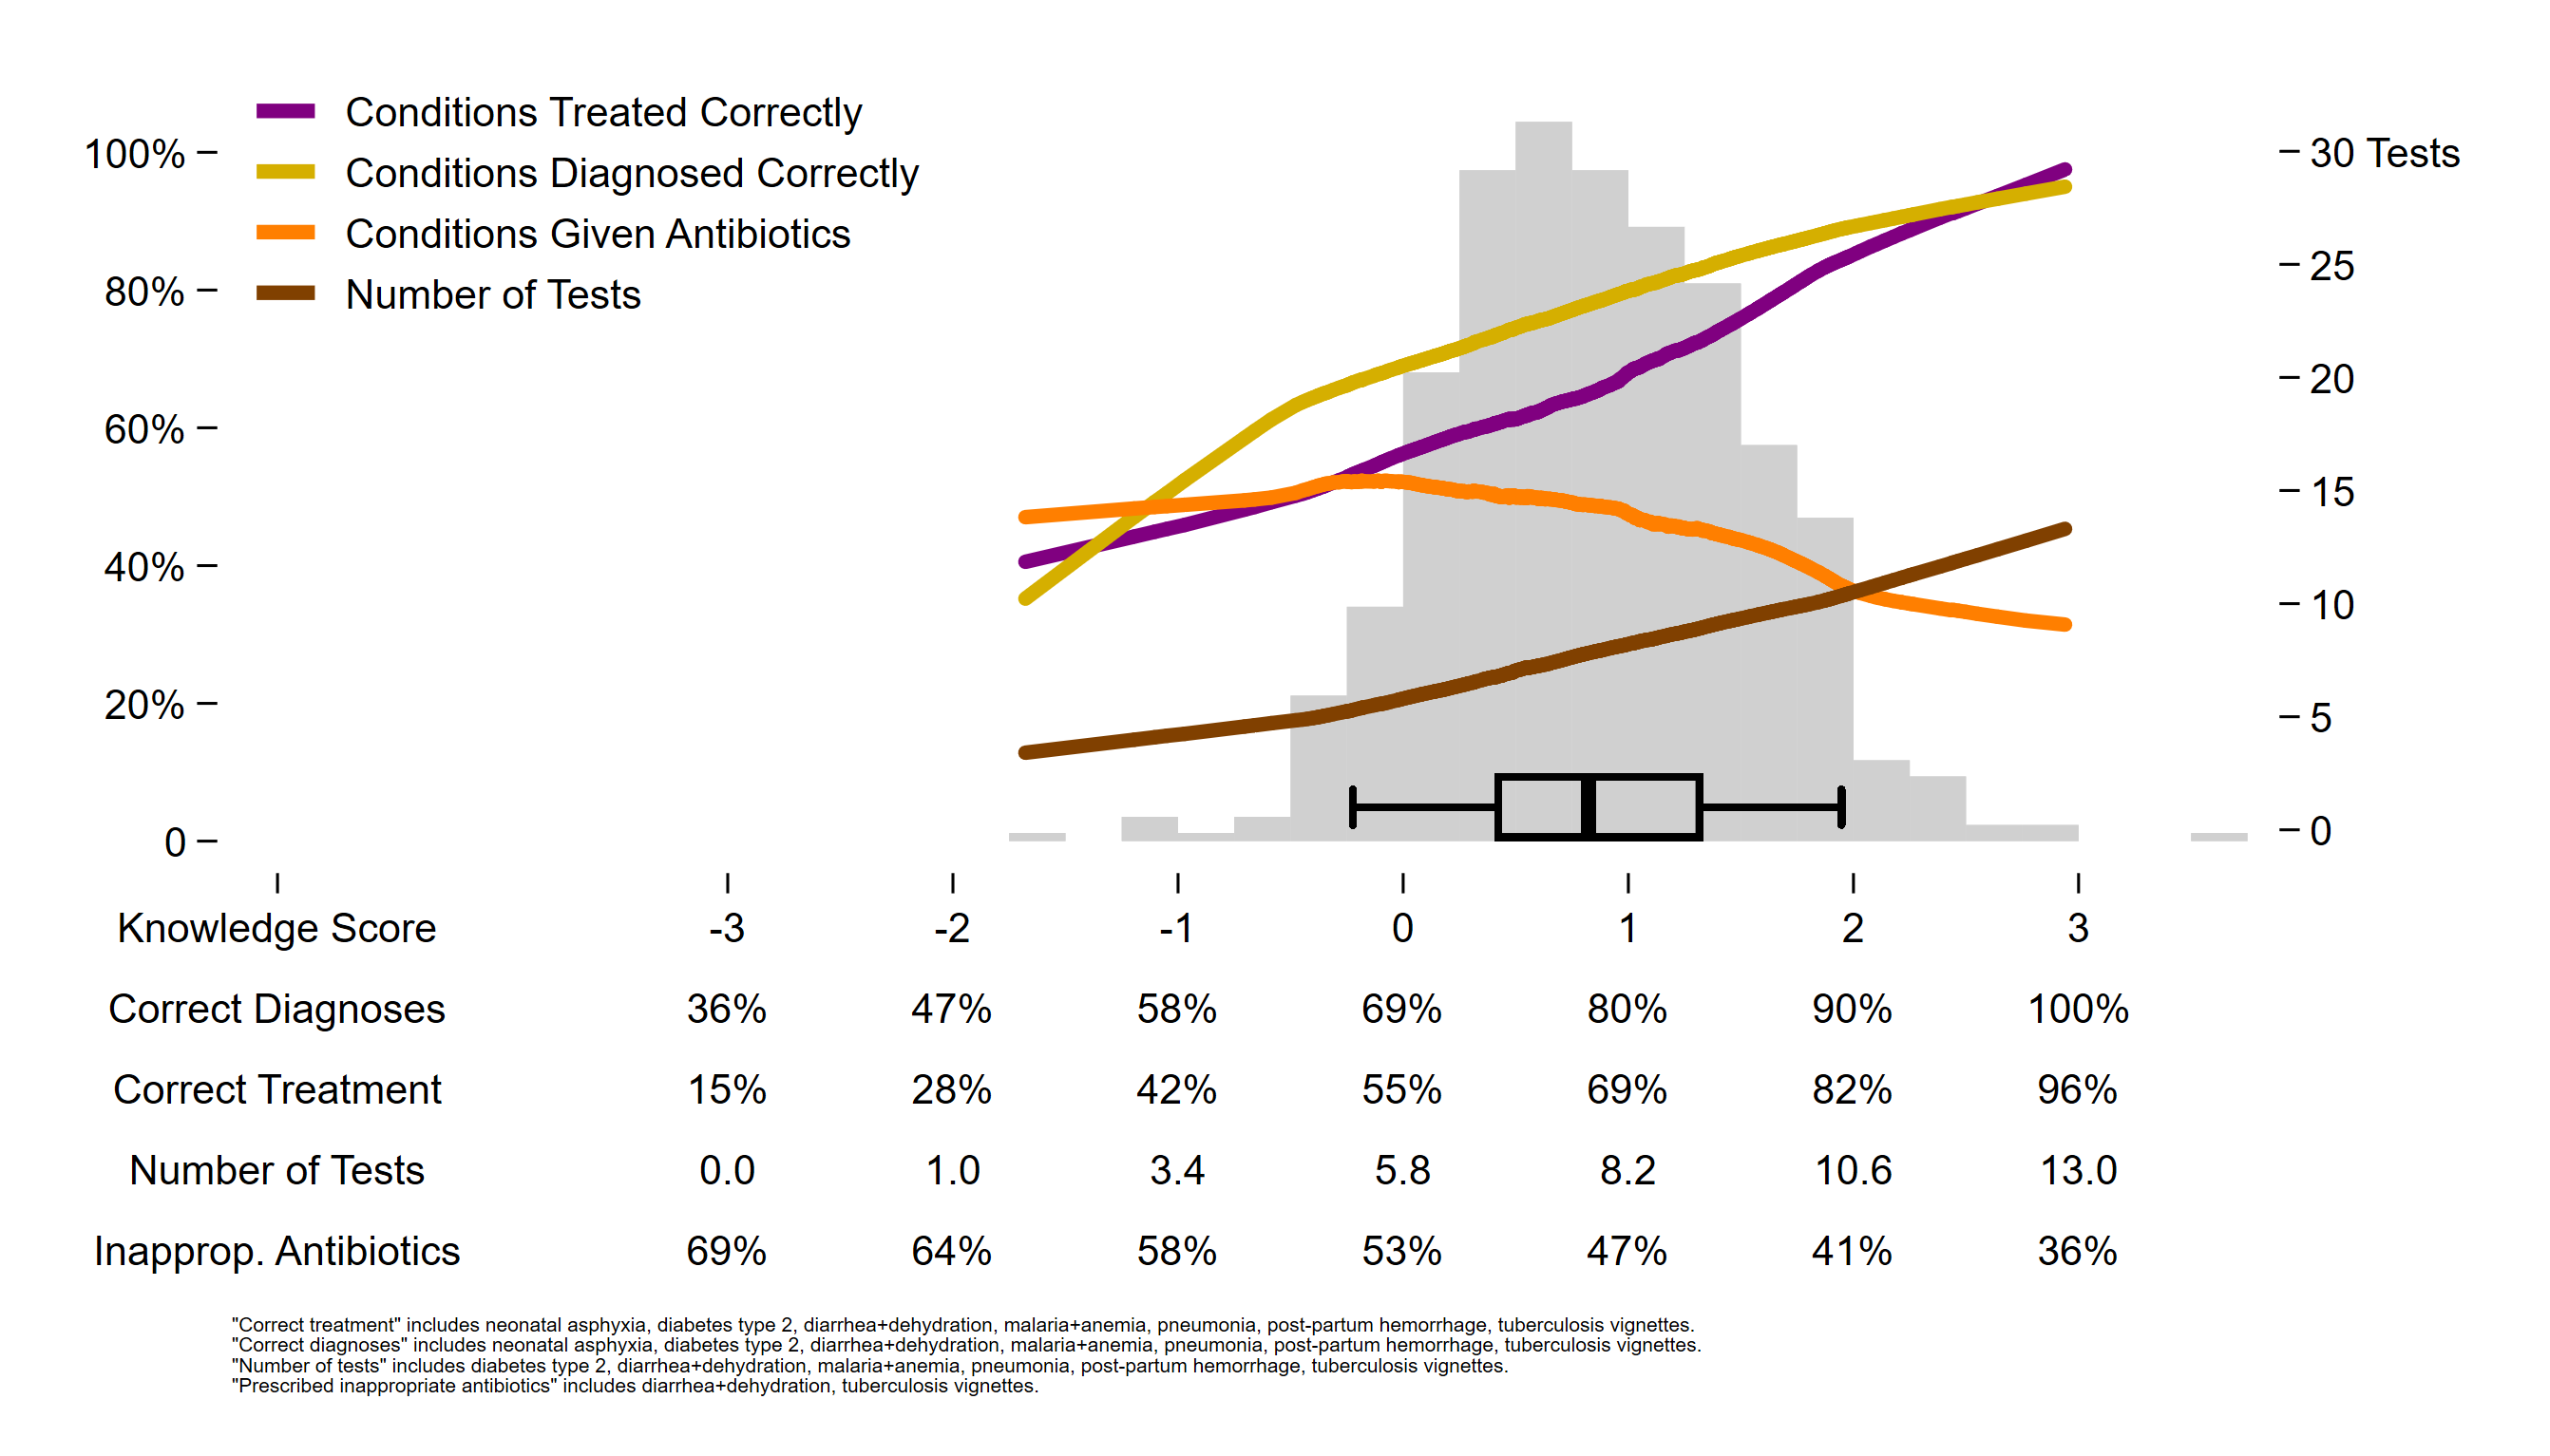 Conditions Treated Correctly
Conditions Diagnosed Correctly
Conditions Given Antibiotics
Number of Tests
100%
80%
60%
40%
20%
0
30 Tests
25
20
15
10
5
0
Knowledge Score -3 -2 -1 0 1 2 3
Correct Diagnoses 36% 47% 58% 69% 80% 90% 100%
Correct Treatment 15% 28% 42% 55% 69% 82% 96%
Number of Tests 0.0 1.0 3.4 5.8 8.2 10.6 13.0
Inapprop. Antibiotics 69% 64% 58% 53% 47% 41% 36%
"Correct treatment" includes neonatal asphyxia, diabetes type 2, diarrhea+dehydration, malaria+anemia, pneumonia, post-partum hemorrhage, tuberculosis vignettes.
"Correct diagnoses" includes neonatal asphyxia, diabetes type 2, diarrhea+dehydration, malaria+anemia, pneumonia, post-partum hemorrhage, tuberculosis vignettes.
"Number of tests" includes diabetes type 2, diarrhea+dehydration, malaria+anemia, pneumonia, post-partum hemorrhage, tuberculosis vignettes.
"Prescribed inappropriate antibiotics" includes diarrhea+dehydration, tuberculosis vignettes.